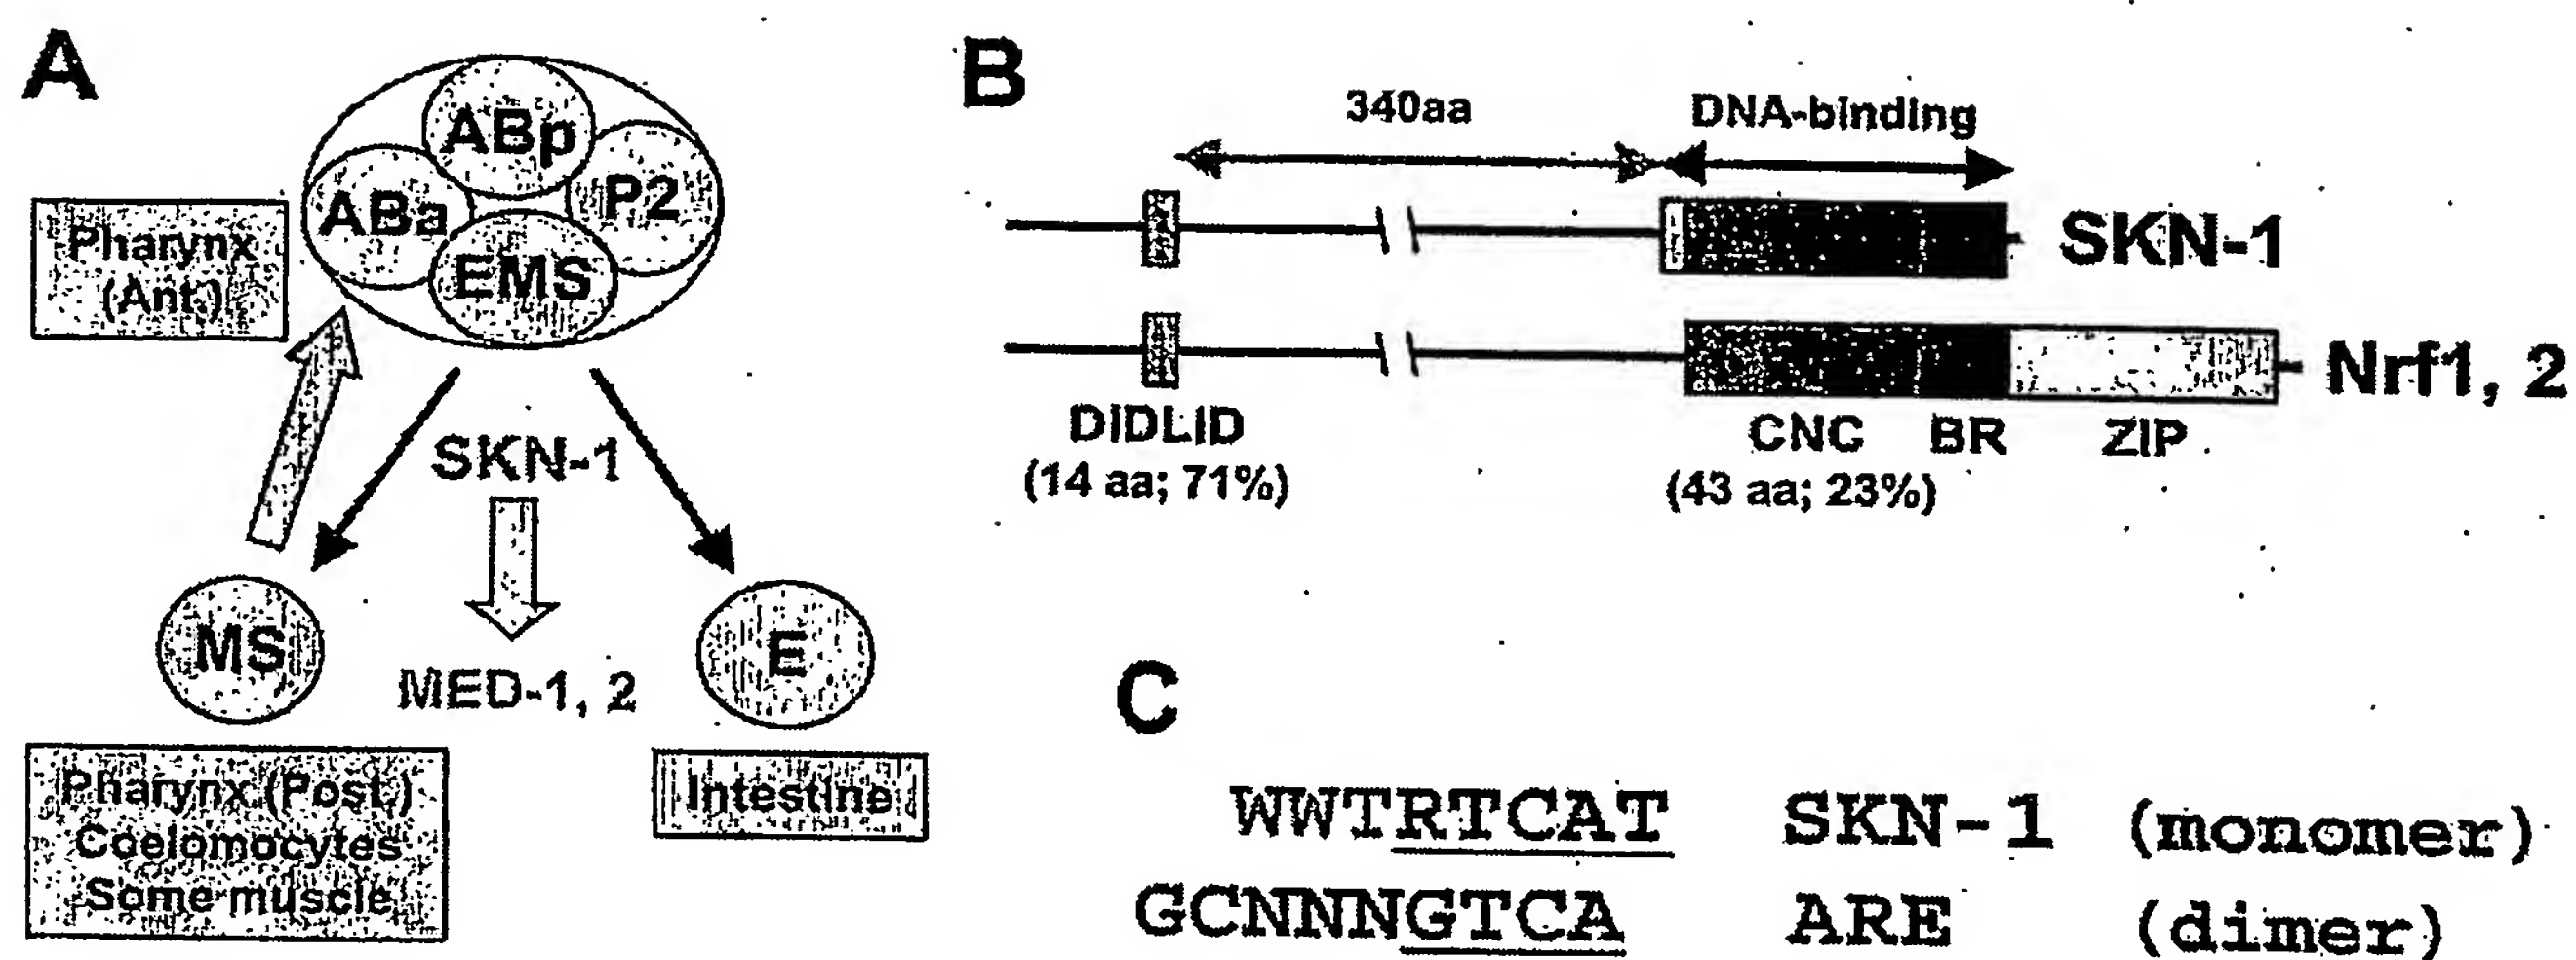 A
ABp
ABa
P2
EMS
Pharynx
(Ant.)
SKN-1
MS
MED-1, 2
E
Pharynx (Post.)
Coelomocytes
Some muscle
Intestine
B
340aa
DNA-binding
SKN-1
Nrf1, 2
DIDLID
(14 aa; 71%)
CNC
BR
ZIP
(43 aa; 23%)
C
WWTRTCAT SKN-1 (monomer)
GCNNNGTCA ARE (dimer)